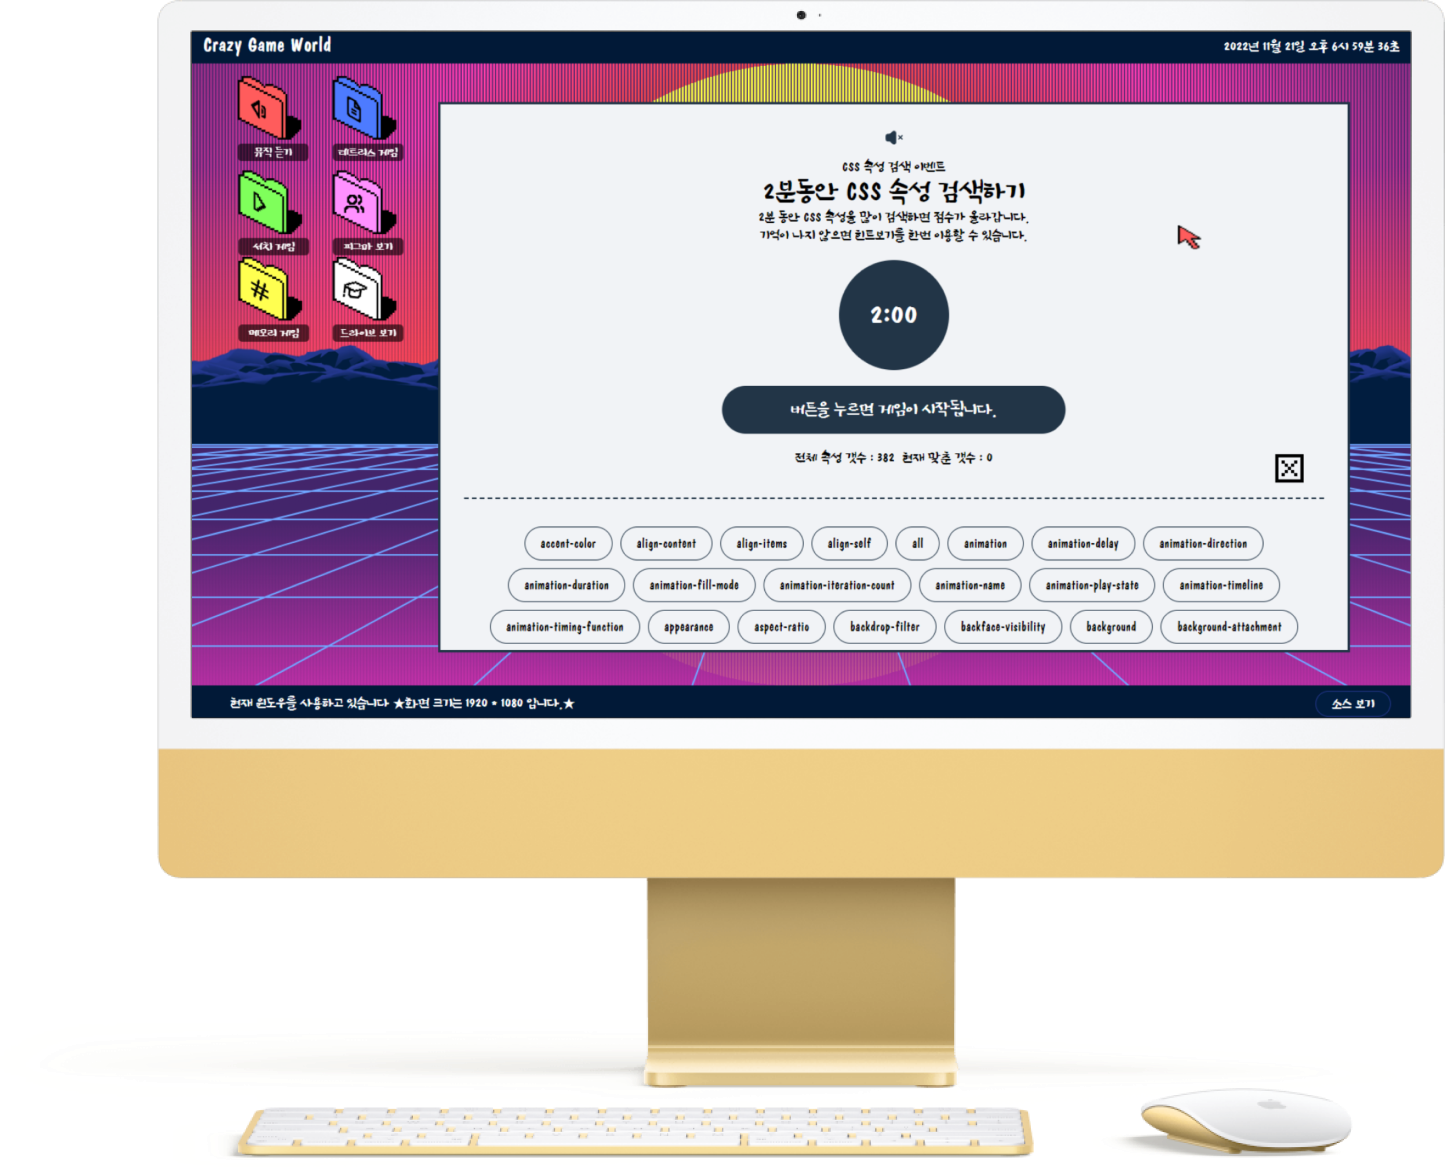 Crazy Game World
2022년 11월 21일 오후 6시 59분 36초
뮤직 듣기
테트리스 게임
서치 게임
피그마 보기
메모리 게임
드라이브 보기
CSS 속성 검색 이벤트
2분동안 CSS 속성 검색하기
2분 동안 CSS 속성을 많이 검색하면 점수가 올라갑니다.
기억이 나지 않으면 힌트보기를 한번 이용할 수 있습니다.
2:00
버튼을 누르면 게임이 시작됩니다.
전체 속성 갯수 : 382 현재 맞춘 갯수 : 0
accent-color align-content align-items align-self all animation animation-delay animation-direction
animation-duration animation-fill-mode animation-iteration-count animation-name animation-play-state animation-timeline
animation-timing-function appearance aspect-ratio backdrop-filter backface-visibility background background-attachment
현재 윈도우를 사용하고 있습니다 ★화면 크기는 1920 * 1080 입니다.★
소스 보기